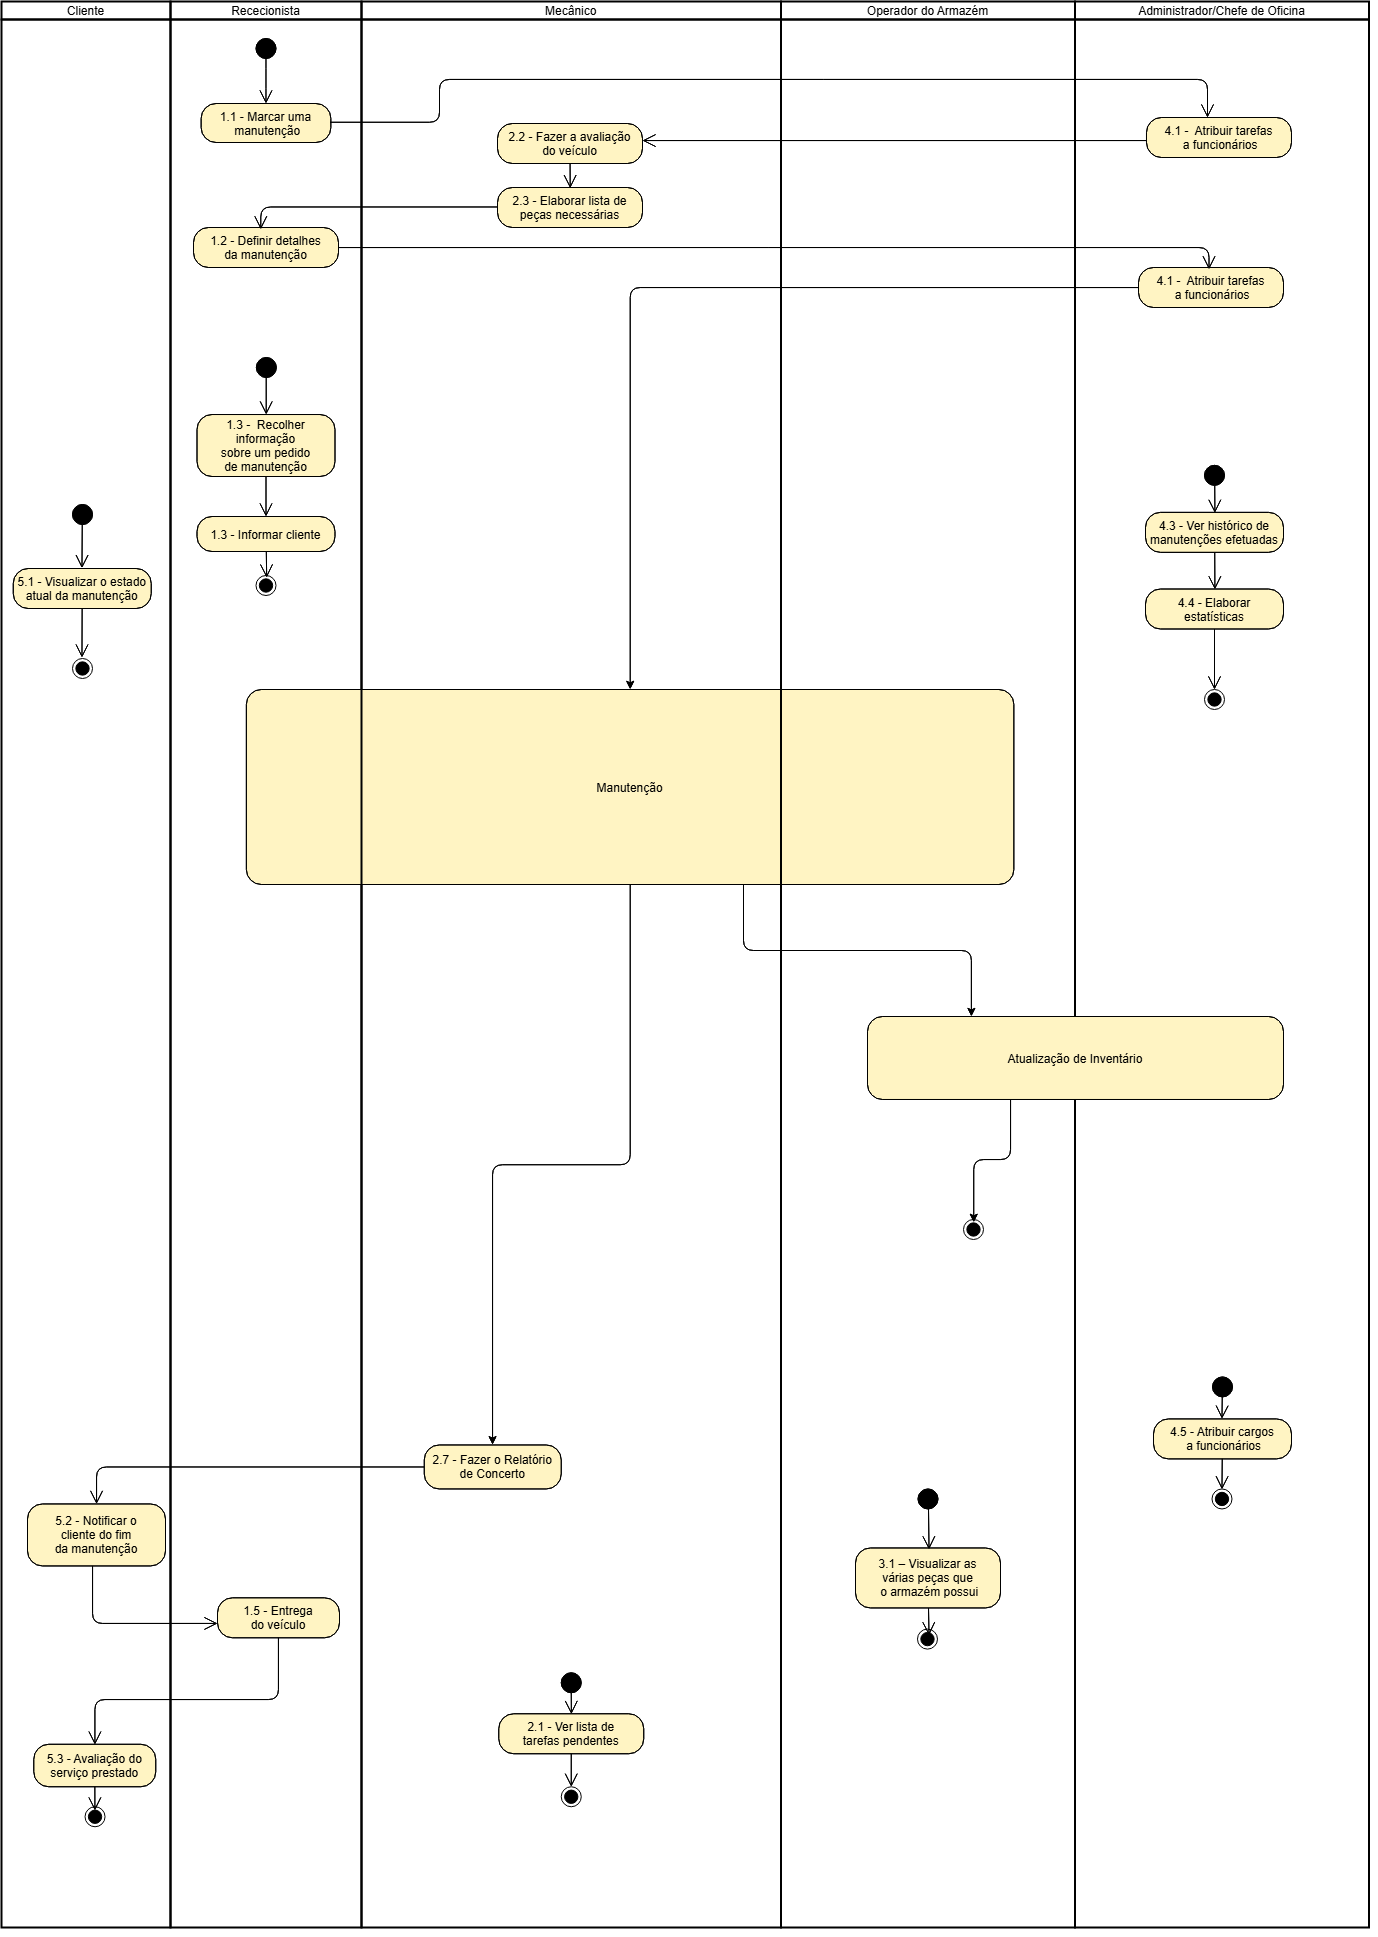 Cliente
Rececionista
Mecânico
Operador do Armazém
Administrador/Chefe de Oficina
1.1 - Marcar uma
manutenção
4.1 -  Atribuir tarefas
a funcionários
2.2 - Fazer a avaliação
do veículo
2.3 - Elaborar lista de
peças necessárias
1.2 - Definir detalhes
da manutenção
4.1 -  Atribuir tarefas
a funcionários
1.3 -  Recolher
informação
sobre um pedido
de manutenção
1.3 - Informar cliente
4.3 - Ver histórico de
manutenções efetuadas
5.1 - Visualizar o estado
atual da manutenção
4.4 - Elaborar
estatísticas
Manutenção
Atualização de Inventário
4.5 - Atribuir cargos
a funcionários
2.7 - Fazer o Relatório
de Concerto
5.2 - Notificar o
cliente do fim
da manutenção
3.1 – Visualizar as
várias peças que
o armazém possui
1.5 - Entrega
do veículo
2.1 - Ver lista de
tarefas pendentes
5.3 - Avaliação do
serviço prestado